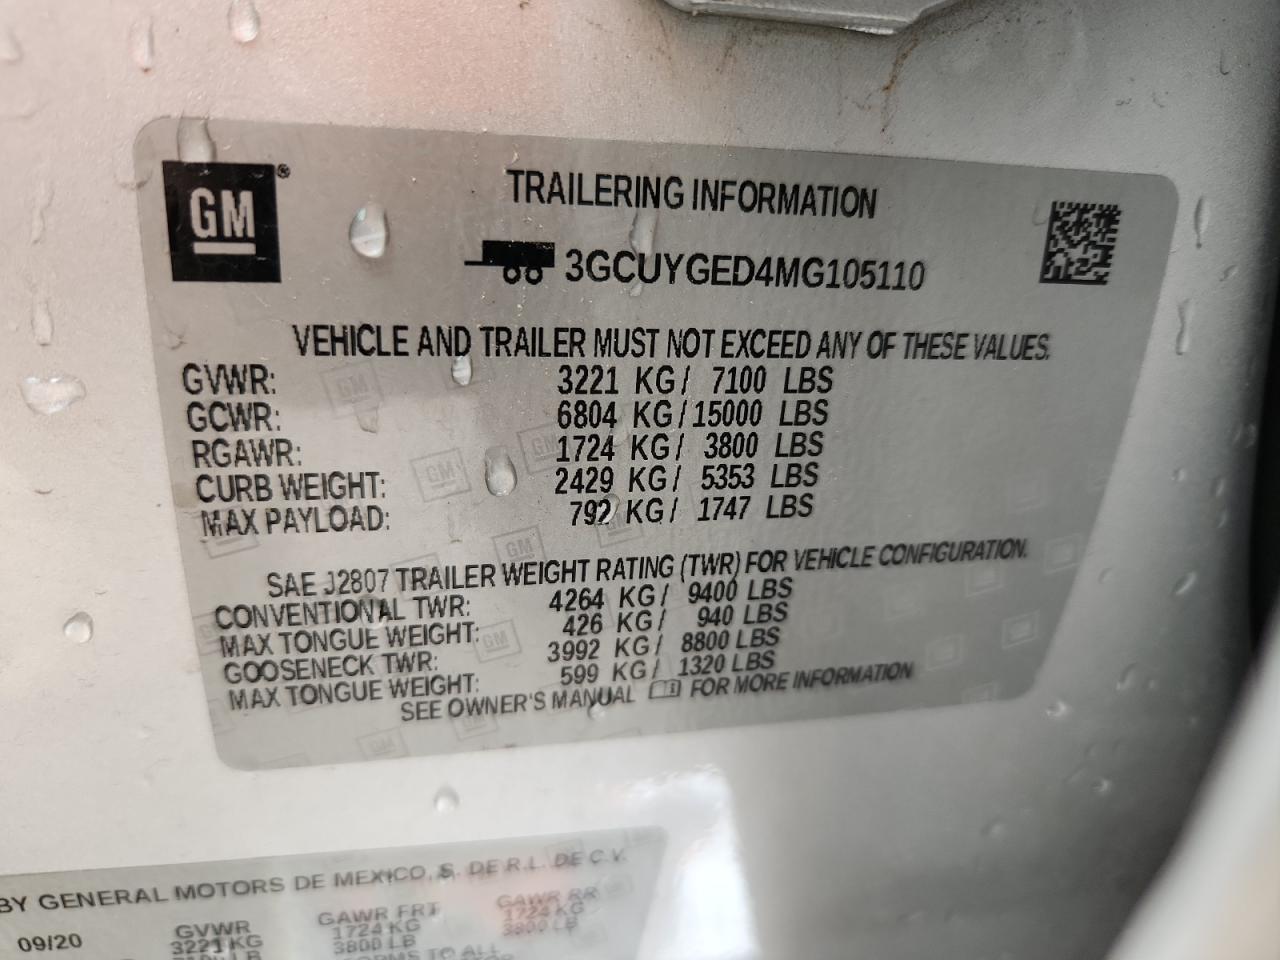 GM®
TRAILERING INFORMATION
3GCUYGED4MG105110
VEHICLE AND TRAILER MUST NOT EXCEED ANY OF THESE VALUES.
GVWR: 3221 KG/ 7100 LBS
GCWR: 6804 KG/15000 LBS
RGAWR: 1724 KG/ 3800 LBS
CURB WEIGHT: 2429 KG/ 5353 LBS
MAX PAYLOAD: 792 KG/ 1747 LBS
SAE J2807 TRAILER WEIGHT RATING (TWR) FOR VEHICLE CONFIGURATION.
CONVENTIONAL TWR: 4264 KG/ 9400 LBS
MAX TONGUE WEIGHT: 426 KG/ 940 LBS
GOOSENECK TWR: 3992 KG/ 8800 LBS
MAX TONGUE WEIGHT: 599 KG/ 1320 LBS
SEE OWNER'S MANUAL FOR MORE INFORMATION
BY GENERAL MOTORS DE MEXICO, S. DE R.L. DE C.V.
GVWR GAWR FRT GAWR RR
09/20 3221 KG 1724 KG 1724 KG
3800 LB 3800 LB
TO ALL